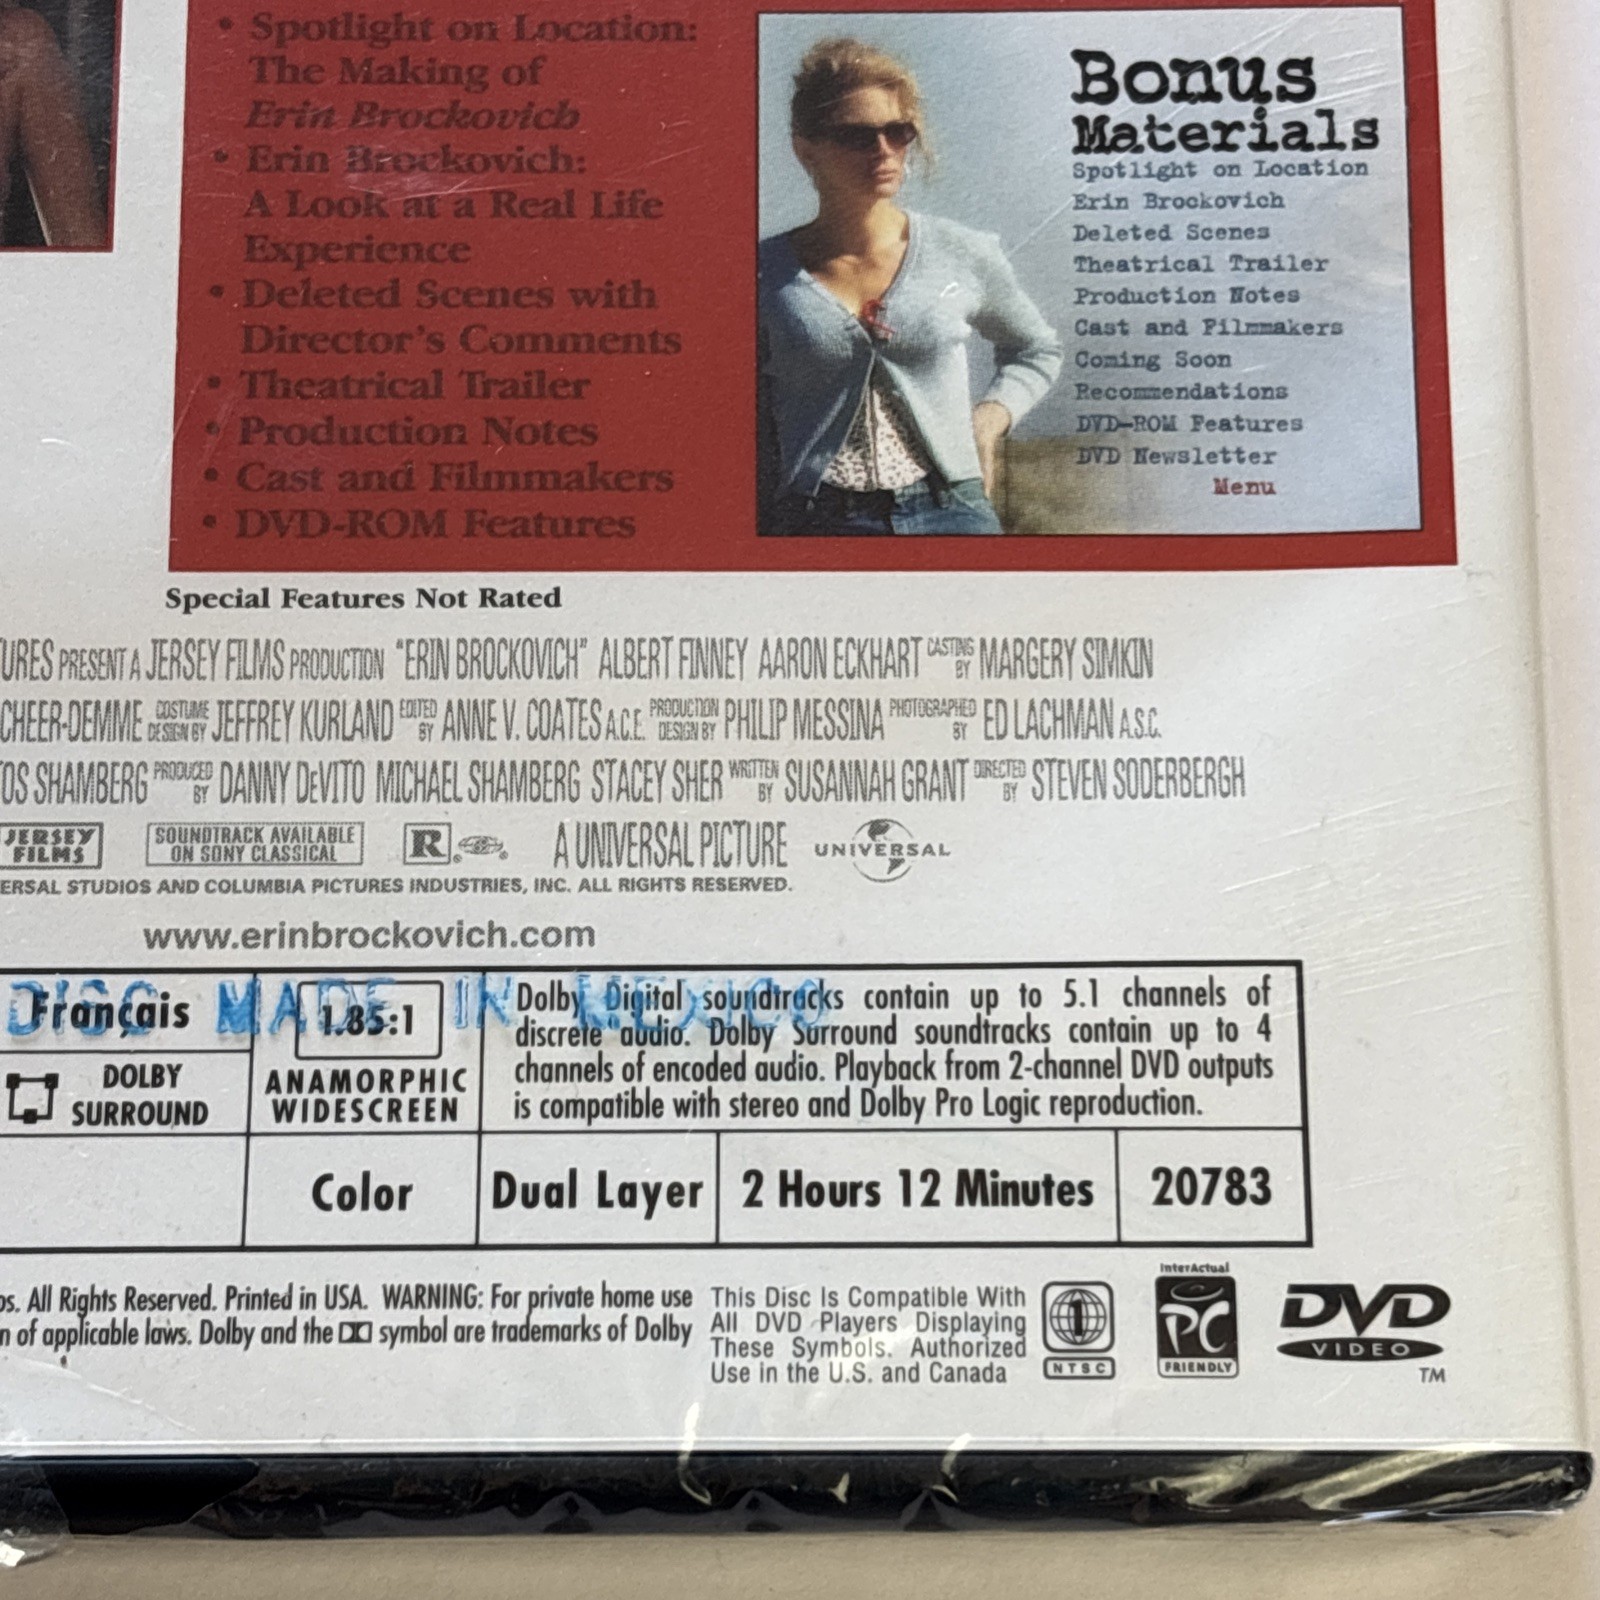 • Spotlight on Location:
The Making of
Erin Brockovich
• Erin Brockovich:
A Look at a Real Life
Experience
• Deleted Scenes with
Director's Comments
• Theatrical Trailer
• Production Notes
• Cast and Filmmakers
• DVD-ROM Features
Bonus
Materials
Spotlight on Location
Erin Brockovich
Deleted Scenes
Theatrical Trailer
Production Notes
Cast and Filmmakers
Coming Soon
Recommendations
DVD-ROM Features
DVD Newsletter
Menu
Special Features Not Rated
TURES PRESENT A JERSEY FILMS PRODUCTION "ERIN BROCKOVICH" ALBERT FINNEY AARON ECKHART CASTING BY MARGERY SIMKIN
CHEER-DEMME COSTUME DESIGN BY JEFFREY KURLAND EDITED BY ANNE V. COATES A.C.E. PRODUCTION DESIGN BY PHILIP MESSINA PHOTOGRAPHED BY ED LACHMAN A.S.C.
TOS SHAMBERG PRODUCED BY DANNY DeVITO MICHAEL SHAMBERG STACEY SHER WRITTEN BY SUSANNAH GRANT DIRECTED BY STEVEN SODERBERGH
JERSEY
FILMS
SOUNDTRACK AVAILABLE
ON SONY CLASSICAL
R
A UNIVERSAL PICTURE
UNIVERSAL
ERSAL STUDIOS AND COLUMBIA PICTURES INDUSTRIES, INC. ALL RIGHTS RESERVED.
www.erinbrockovich.com
DISC MADE IN MEXICO
Français
DOLBY
SURROUND
1.85:1
ANAMORPHIC
WIDESCREEN
Dolby Digital soundtracks contain up to 5.1 channels of
discrete audio. Dolby Surround soundtracks contain up to 4
channels of encoded audio. Playback from 2-channel DVD outputs
is compatible with stereo and Dolby Pro Logic reproduction.
Color
Dual Layer
2 Hours 12 Minutes
20783
os. All Rights Reserved. Printed in USA. WARNING: For private home use
n of applicable laws. Dolby and the symbol are trademarks of Dolby
This Disc Is Compatible With
All DVD Players Displaying
These Symbols. Authorized
Use in the U.S. and Canada
1
NTSC
InterActual
PC
FRIENDLY
DVD
VIDEO
TM